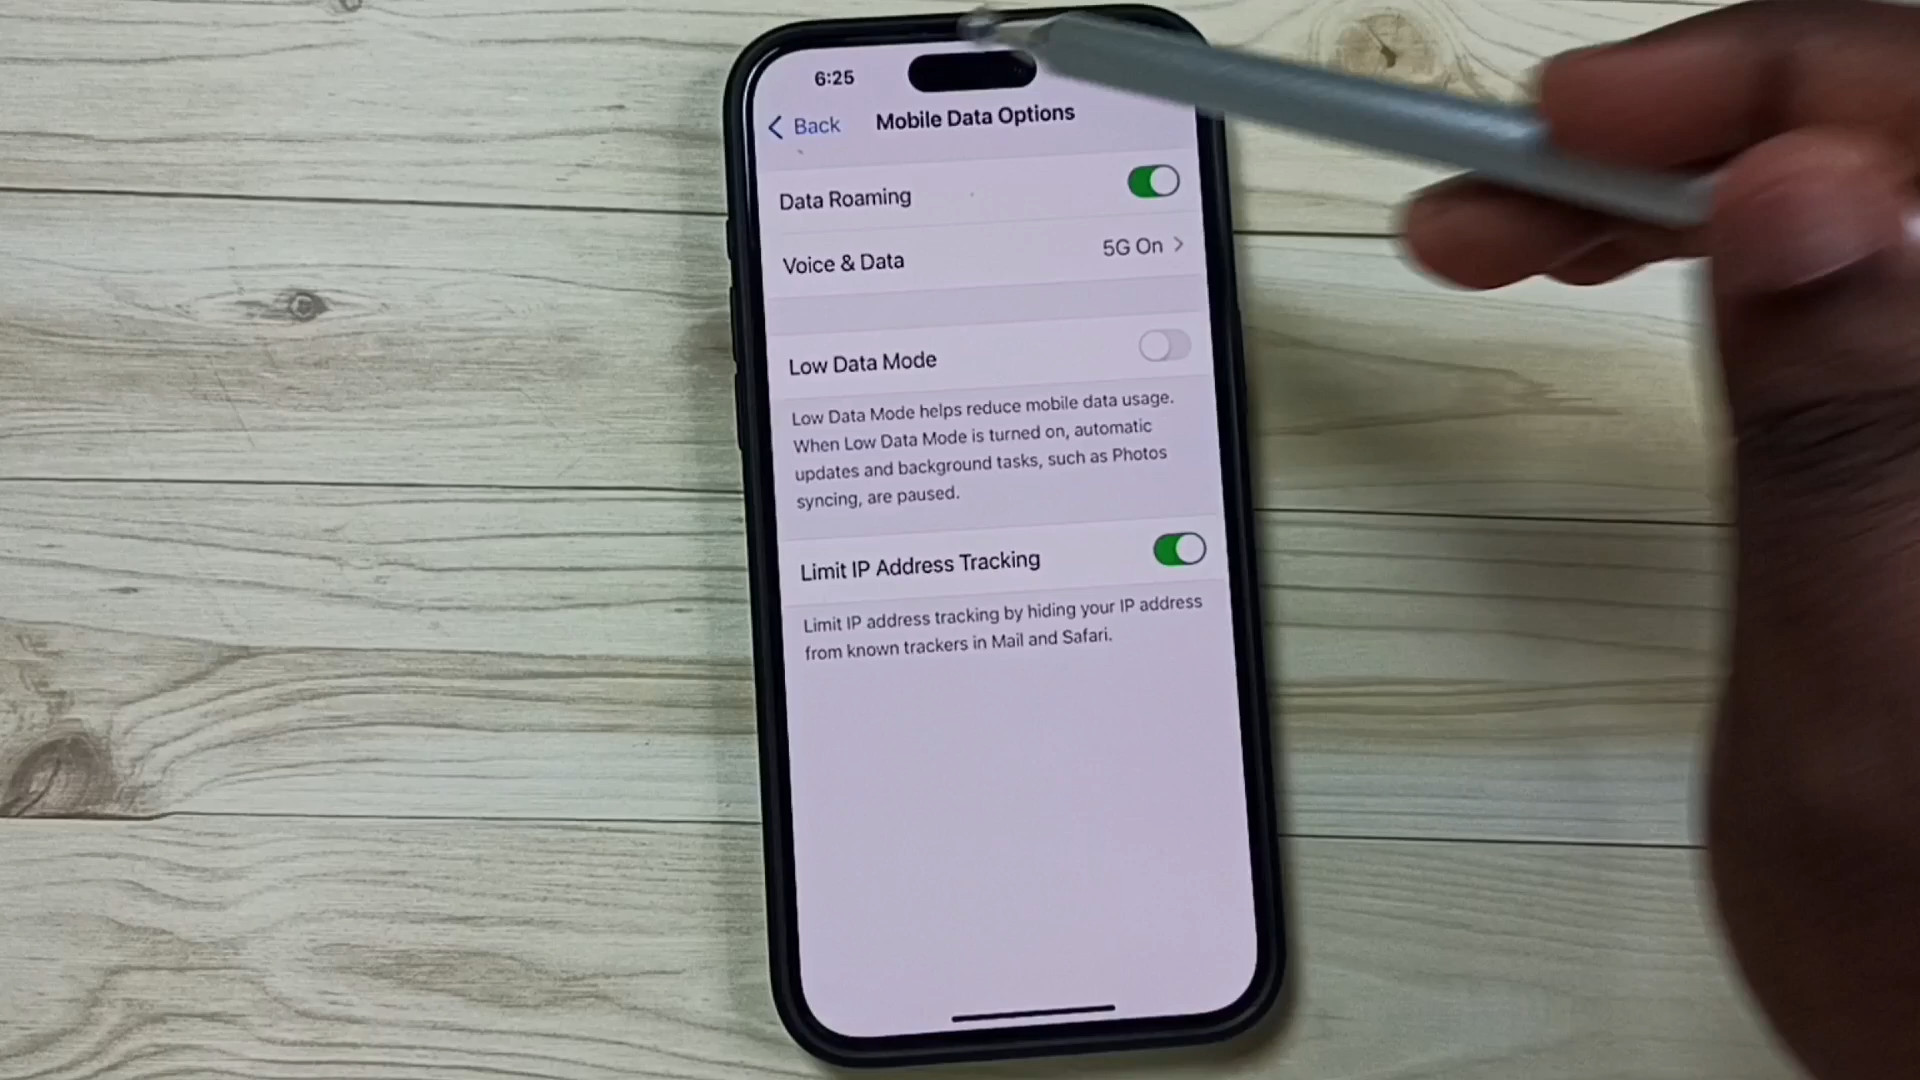 6:25
Back
Mobile Data Options
Data Roaming
Voice & Data
5G On
Low Data Mode
Low Data Mode helps reduce mobile data usage.
When Low Data Mode is turned on, automatic
updates and background tasks, such as Photos
syncing, are paused.
Limit IP Address Tracking
Limit IP address tracking by hiding your IP address
from known trackers in Mail and Safari.